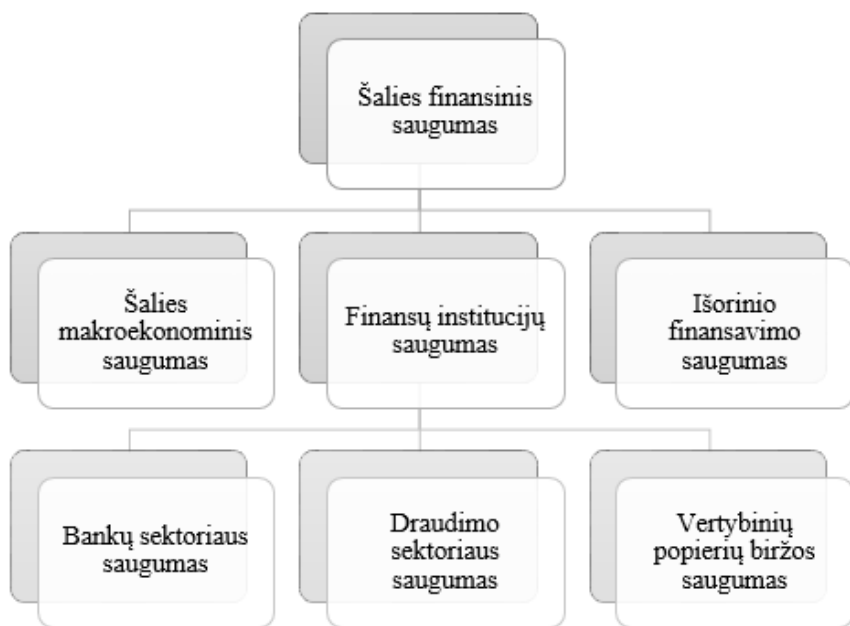 Šalies finansinis
saugumas
Šalies
makroekonominis
saugumas
Finansų institucijų
saugumas
Išorinio
finansavimo
saugumas
Bankų sektoriaus
saugumas
Draudimo
sektoriaus
saugumas
Vertybinių
popierių biržos
saugumas